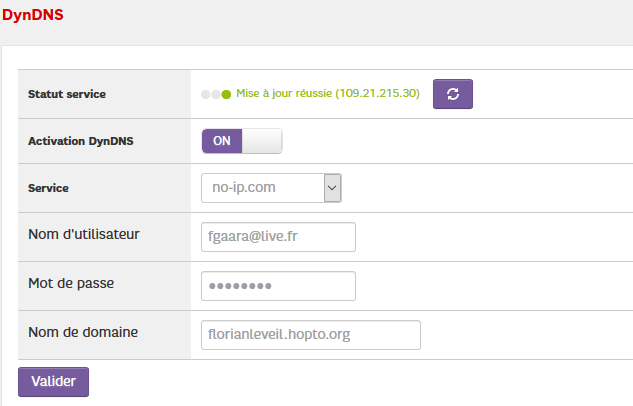 DynDNS
Statut service Mise à jour réussie (109.21.215.30)
Activation DynDNS ON
Service no-ip.com
Nom d'utilisateur fgaara@live.fr
Mot de passe ••••••••
Nom de domaine florianleveil.hopto.org
Valider